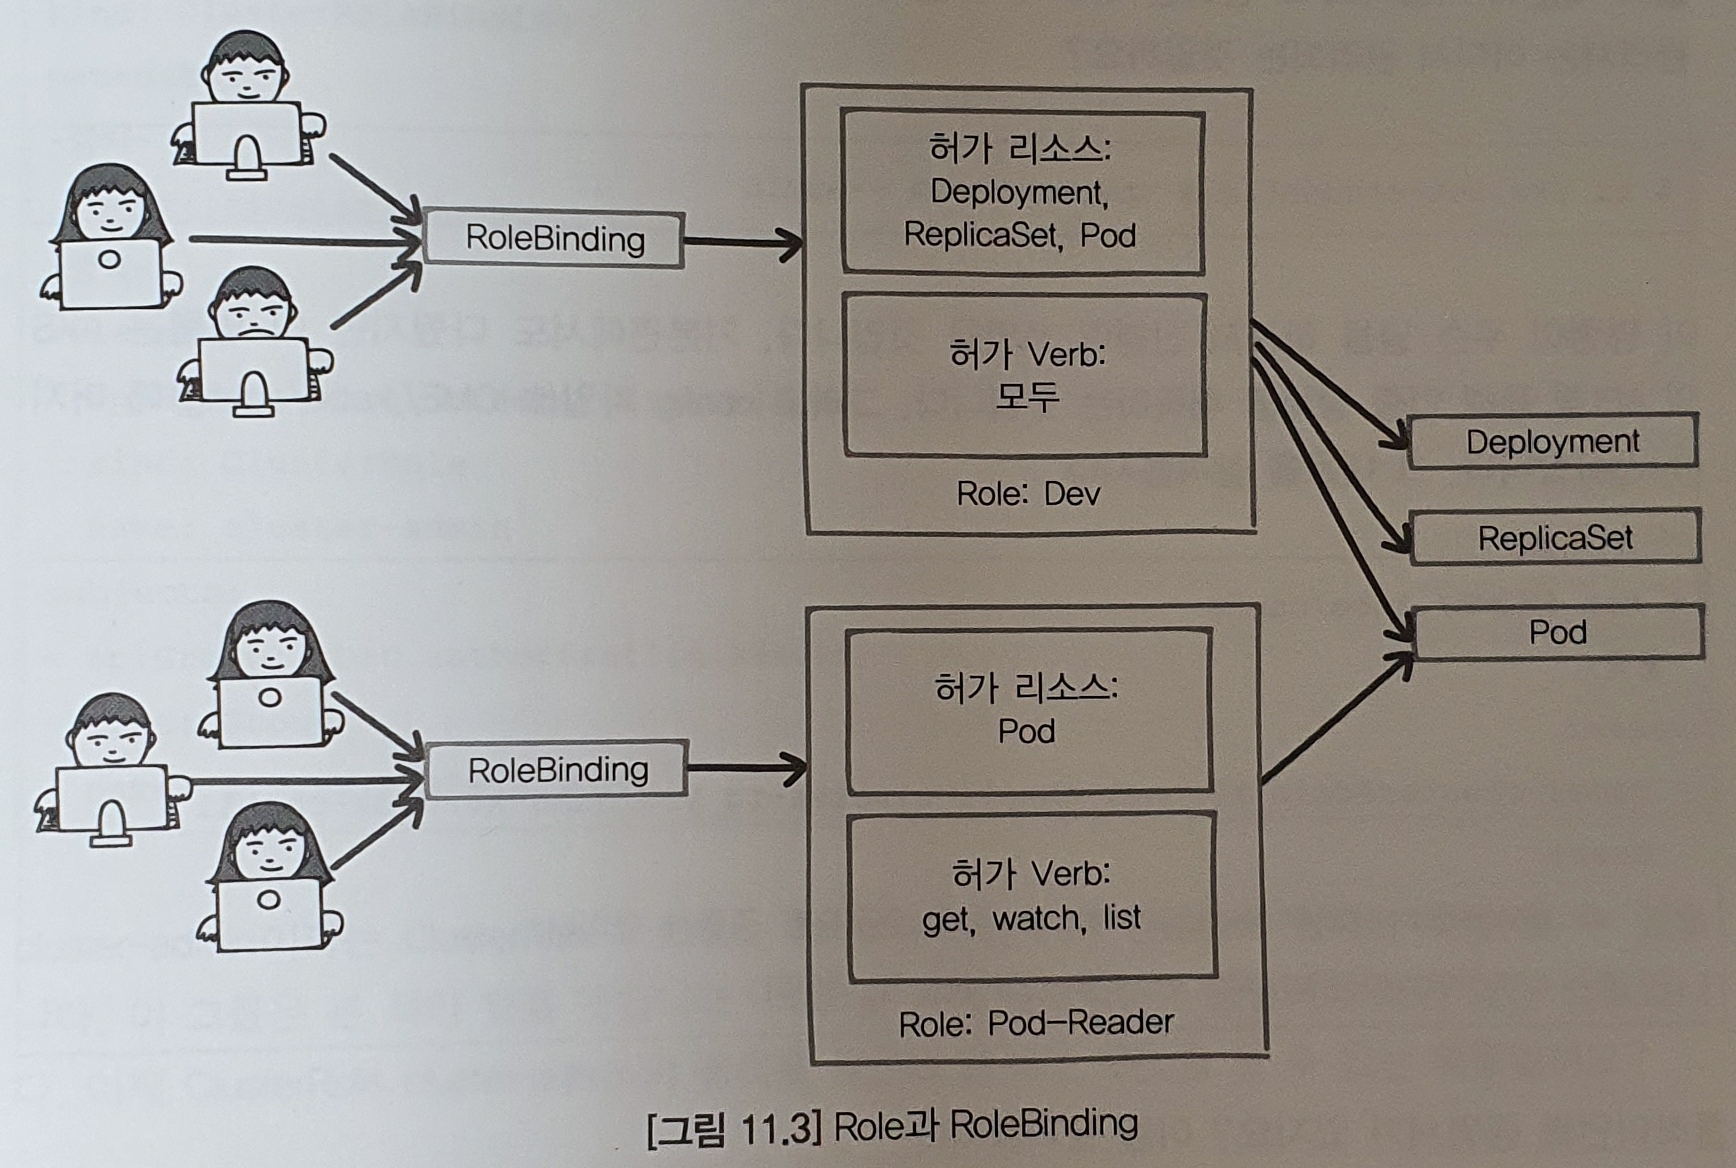 RoleBinding
허가 리소스:
Deployment,
ReplicaSet, Pod
허가 Verb:
모두
Role: Dev
Deployment
ReplicaSet
Pod
RoleBinding
허가 리소스:
Pod
허가 Verb:
get, watch, list
Role: Pod-Reader
[그림 11.3] Role과 RoleBinding